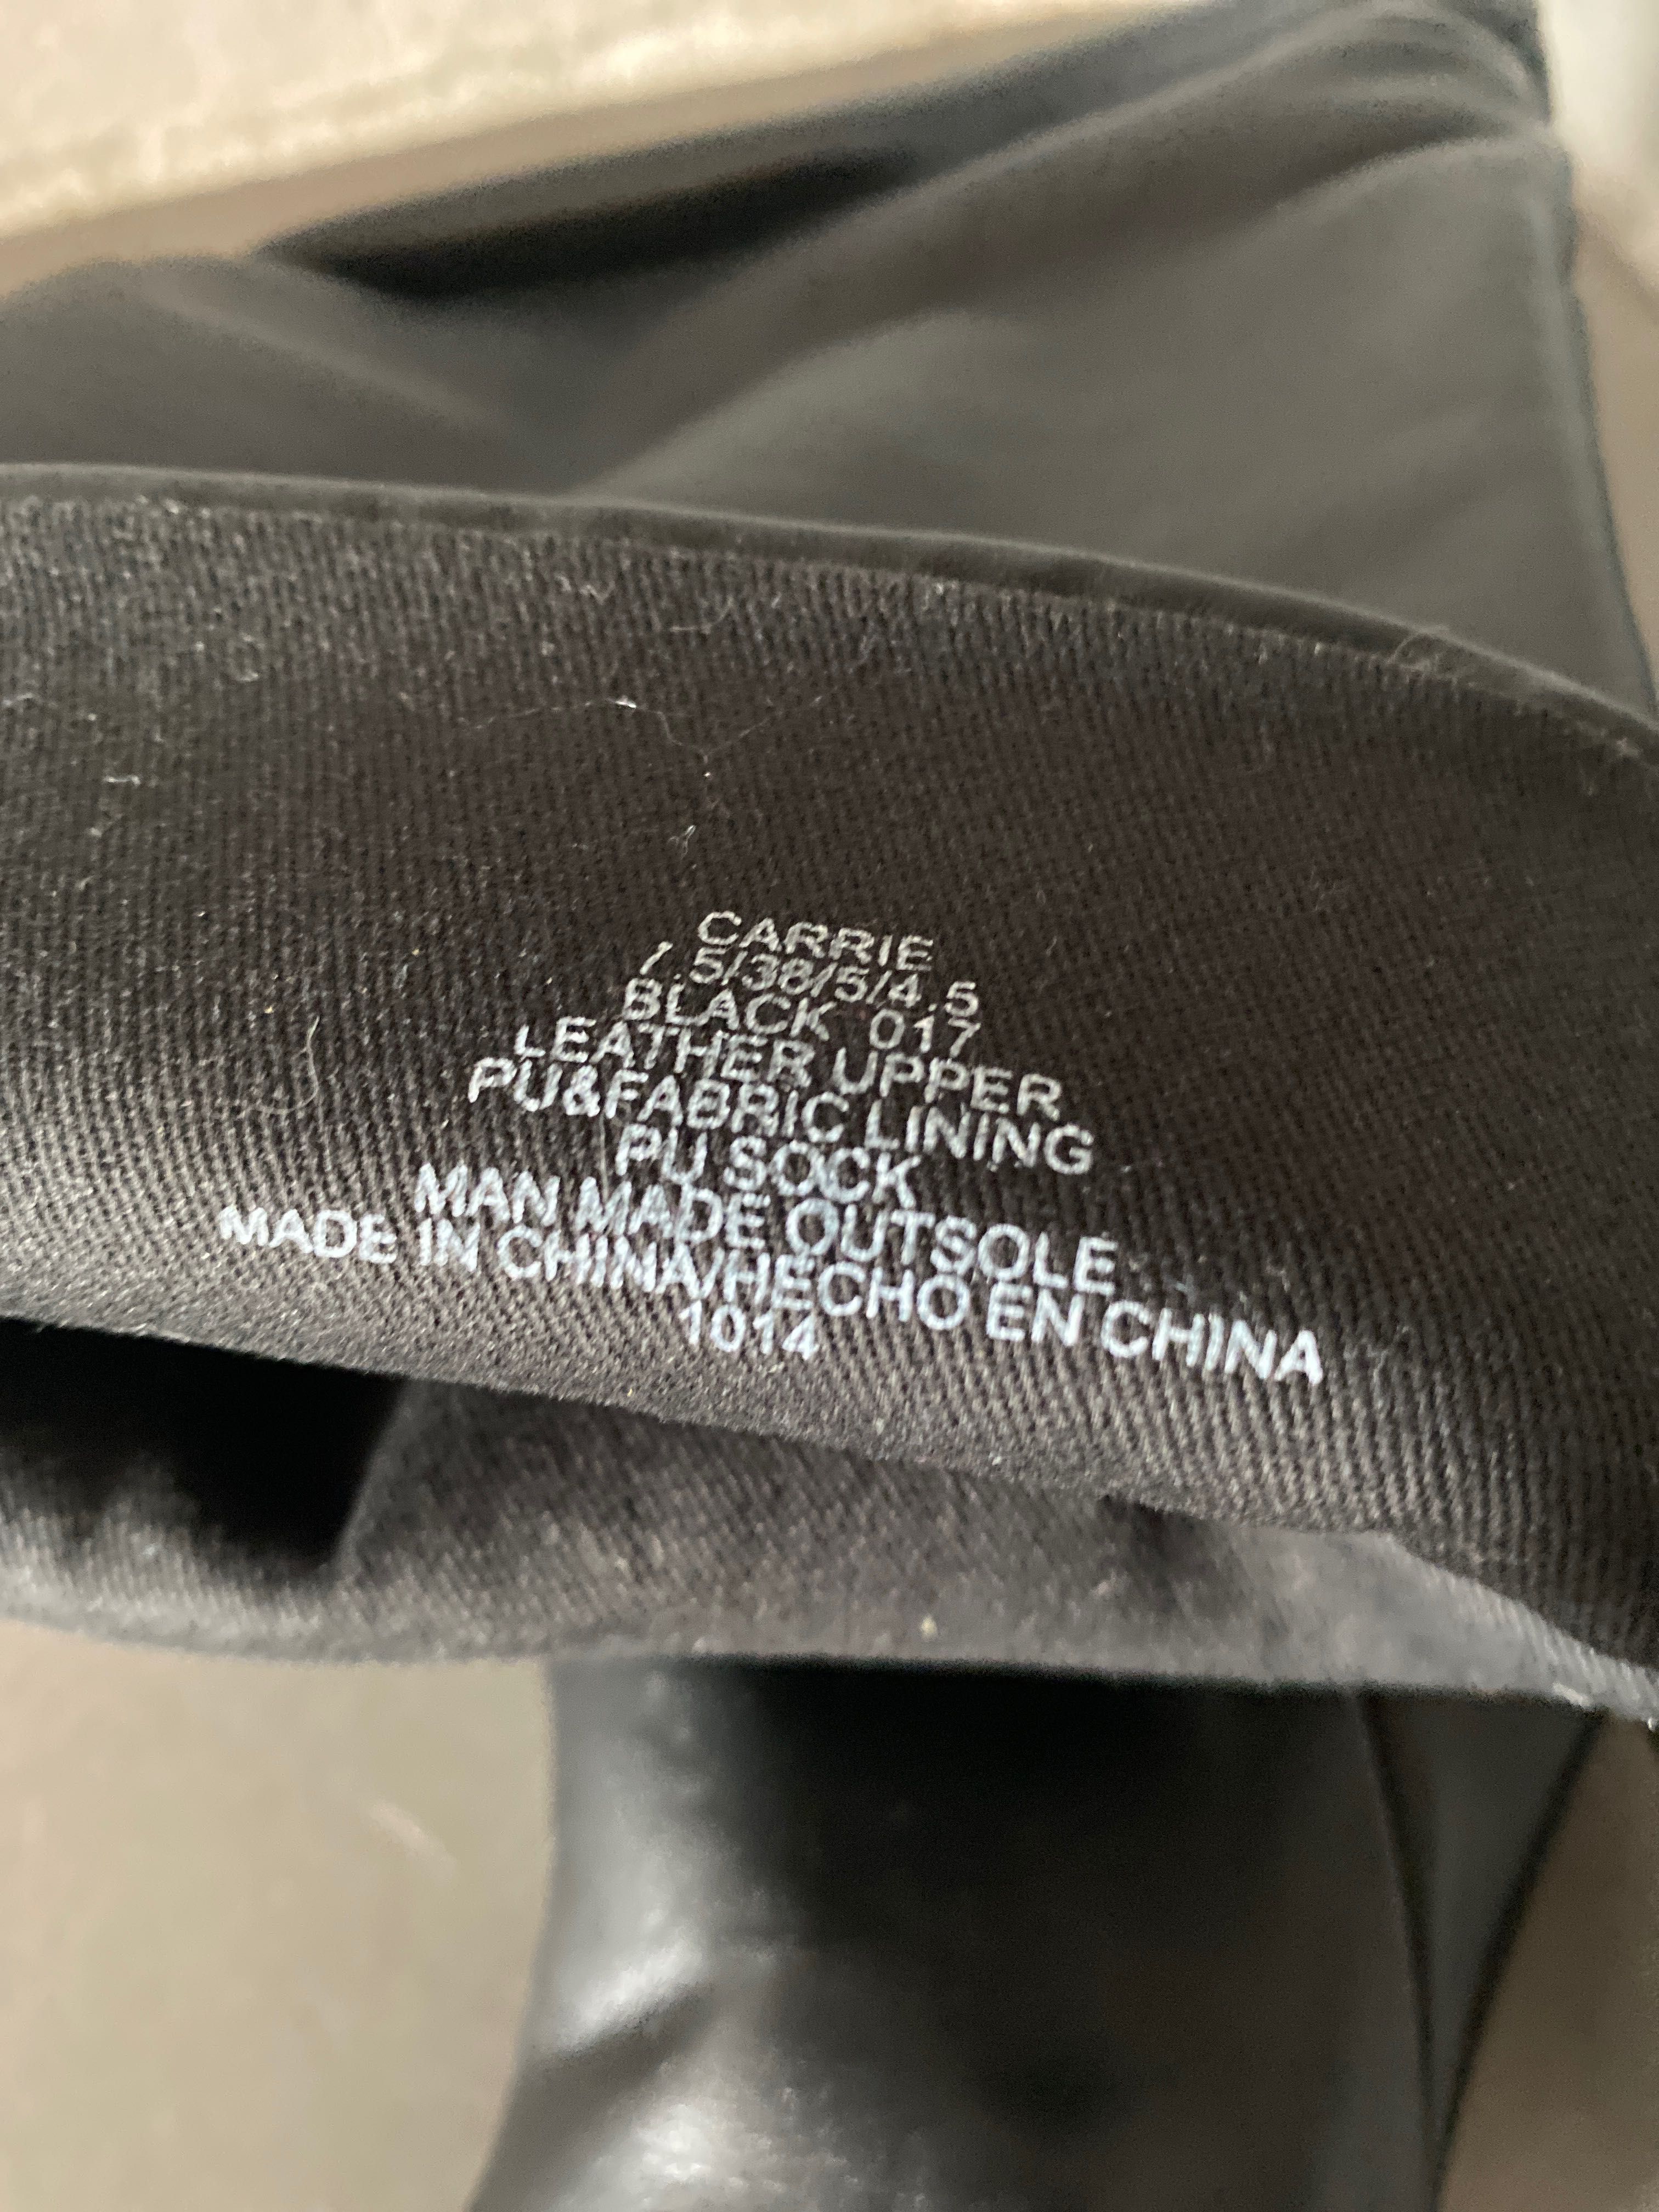 CARRIE
7.5/38/5/4.5
BLACK 017
LEATHER UPPER
PU&FABRIC LINING
PU SOCK
MAN MADE OUTSOLE
MADE IN CHINA/HECHO EN CHINA
1014